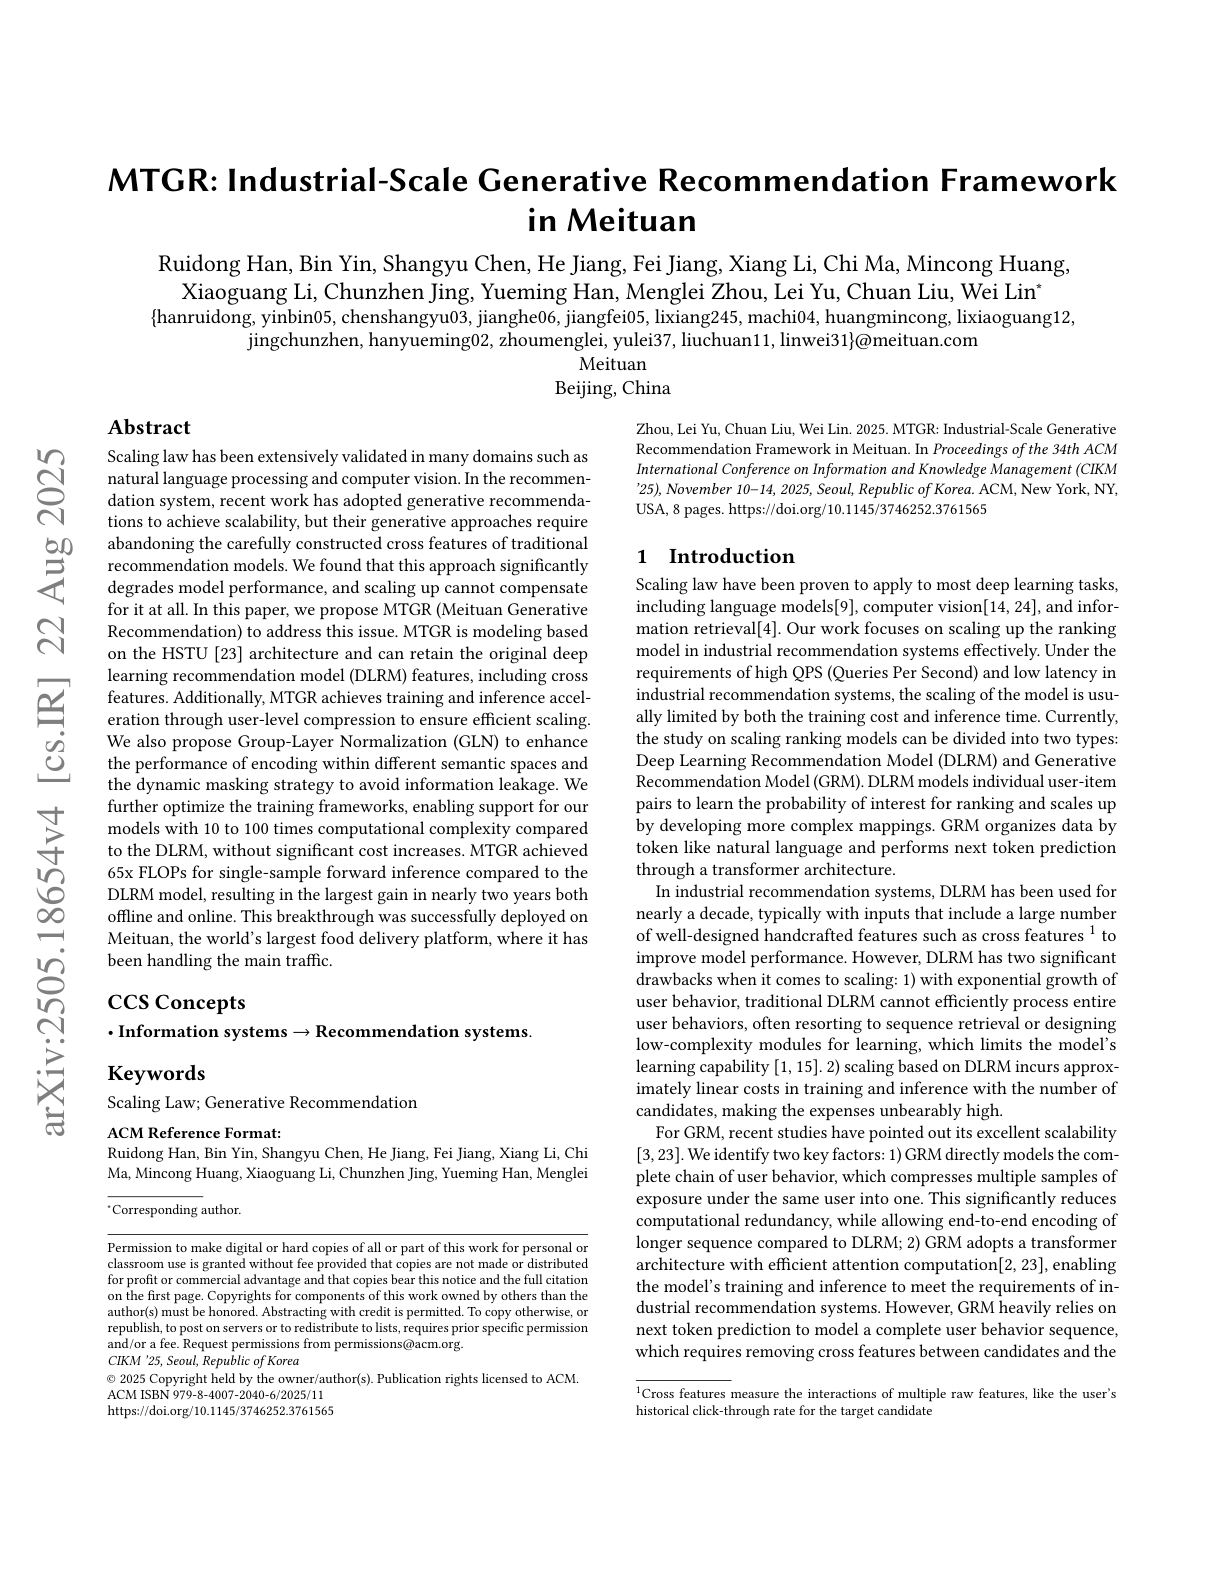 MTGR: Industrial-Scale Generative Recommendation Framework
in Meituan
Ruidong Han, Bin Yin, Shangyu Chen, He Jiang, Fei Jiang, Xiang Li, Chi Ma, Mincong Huang,
Xiaoguang Li, Chunzhen Jing, Yueming Han, Menglei Zhou, Lei Yu, Chuan Liu, Wei Lin*
{hanruidong, yinbin05, chenshangyu03, jianghe06, jiangfei05, lixiang245, machi04, huangmincong, lixiaoguang12,
jingchunzhen, hanyueming02, zhoumenglei, yulei37, liuchuan11, linwei31}@meituan.com
Meituan
Beijing, China
arXiv:2505.18654v4 [cs.IR] 22 Aug 2025
Abstract
Scaling law has been extensively validated in many domains such as
natural language processing and computer vision. In the recommen-
dation system, recent work has adopted generative recommenda-
tions to achieve scalability, but their generative approaches require
abandoning the carefully constructed cross features of traditional
recommendation models. We found that this approach significantly
degrades model performance, and scaling up cannot compensate
for it at all. In this paper, we propose MTGR (Meituan Generative
Recommendation) to address this issue. MTGR is modeling based
on the HSTU [23] architecture and can retain the original deep
learning recommendation model (DLRM) features, including cross
features. Additionally, MTGR achieves training and inference accel-
eration through user-level compression to ensure efficient scaling.
We also propose Group-Layer Normalization (GLN) to enhance
the performance of encoding within different semantic spaces and
the dynamic masking strategy to avoid information leakage. We
further optimize the training frameworks, enabling support for our
models with 10 to 100 times computational complexity compared
to the DLRM, without significant cost increases. MTGR achieved
65x FLOPs for single-sample forward inference compared to the
DLRM model, resulting in the largest gain in nearly two years both
offline and online. This breakthrough was successfully deployed on
Meituan, the world's largest food delivery platform, where it has
been handling the main traffic.
CCS Concepts
• Information systems → Recommendation systems.
Keywords
Scaling Law; Generative Recommendation
ACM Reference Format:
Ruidong Han, Bin Yin, Shangyu Chen, He Jiang, Fei Jiang, Xiang Li, Chi
Ma, Mincong Huang, Xiaoguang Li, Chunzhen Jing, Yueming Han, Menglei
*Corresponding author.
Permission to make digital or hard copies of all or part of this work for personal or
classroom use is granted without fee provided that copies are not made or distributed
for profit or commercial advantage and that copies bear this notice and the full citation
on the first page. Copyrights for components of this work owned by others than the
author(s) must be honored. Abstracting with credit is permitted. To copy otherwise, or
republish, to post on servers or to redistribute to lists, requires prior specific permission
and/or a fee. Request permissions from permissions@acm.org.
CIKM '25, Seoul, Republic of Korea
© 2025 Copyright held by the owner/author(s). Publication rights licensed to ACM.
ACM ISBN 979-8-4007-2040-6/2025/11
https://doi.org/10.1145/3746252.3761565
Zhou, Lei Yu, Chuan Liu, Wei Lin. 2025. MTGR: Industrial-Scale Generative
Recommendation Framework in Meituan. In Proceedings of the 34th ACM
International Conference on Information and Knowledge Management (CIKM
'25), November 10–14, 2025, Seoul, Republic of Korea. ACM, New York, NY,
USA, 8 pages. https://doi.org/10.1145/3746252.3761565
1 Introduction
Scaling law have been proven to apply to most deep learning tasks,
including language models[9], computer vision[14, 24], and infor-
mation retrieval[4]. Our work focuses on scaling up the ranking
model in industrial recommendation systems effectively. Under the
requirements of high QPS (Queries Per Second) and low latency in
industrial recommendation systems, the scaling of the model is usu-
ally limited by both the training cost and inference time. Currently,
the study on scaling ranking models can be divided into two types:
Deep Learning Recommendation Model (DLRM) and Generative
Recommendation Model (GRM). DLRM models individual user-item
pairs to learn the probability of interest for ranking and scales up
by developing more complex mappings. GRM organizes data by
token like natural language and performs next token prediction
through a transformer architecture.
In industrial recommendation systems, DLRM has been used for
nearly a decade, typically with inputs that include a large number
of well-designed handcrafted features such as cross features 1 to
improve model performance. However, DLRM has two significant
drawbacks when it comes to scaling: 1) with exponential growth of
user behavior, traditional DLRM cannot efficiently process entire
user behaviors, often resorting to sequence retrieval or designing
low-complexity modules for learning, which limits the model's
learning capability [1, 15]. 2) scaling based on DLRM incurs approx-
imately linear costs in training and inference with the number of
candidates, making the expenses unbearably high.
For GRM, recent studies have pointed out its excellent scalability
[3, 23]. We identify two key factors: 1) GRM directly models the com-
plete chain of user behavior, which compresses multiple samples of
exposure under the same user into one. This significantly reduces
computational redundancy, while allowing end-to-end encoding of
longer sequence compared to DLRM; 2) GRM adopts a transformer
architecture with efficient attention computation[2, 23], enabling
the model's training and inference to meet the requirements of in-
dustrial recommendation systems. However, GRM heavily relies on
next token prediction to model a complete user behavior sequence,
which requires removing cross features between candidates and the
1Cross features measure the interactions of multiple raw features, like the user's
historical click-through rate for the target candidate